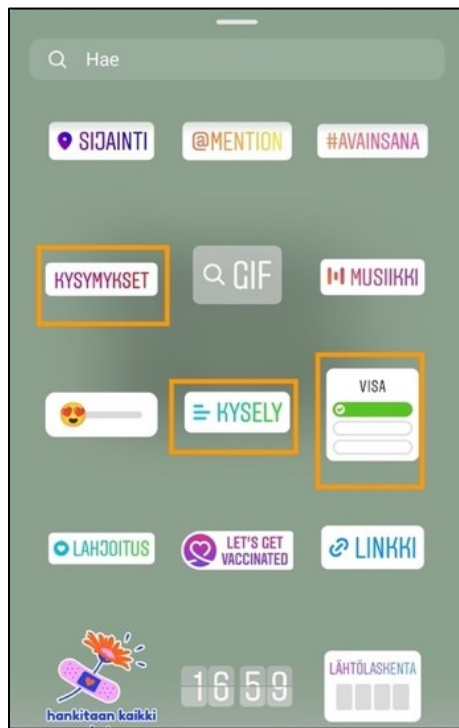 Hae
SIJAINTI
@MENTION
#AVAINSANA
KYSYMYKSET
GIF
MUSIIKKI
KYSELY
VISA
LAHJOITUS
LET'S GET
VACCINATED
LINKKI
hankitaan kaikki
16 59
LÄHTÖLASKENTA